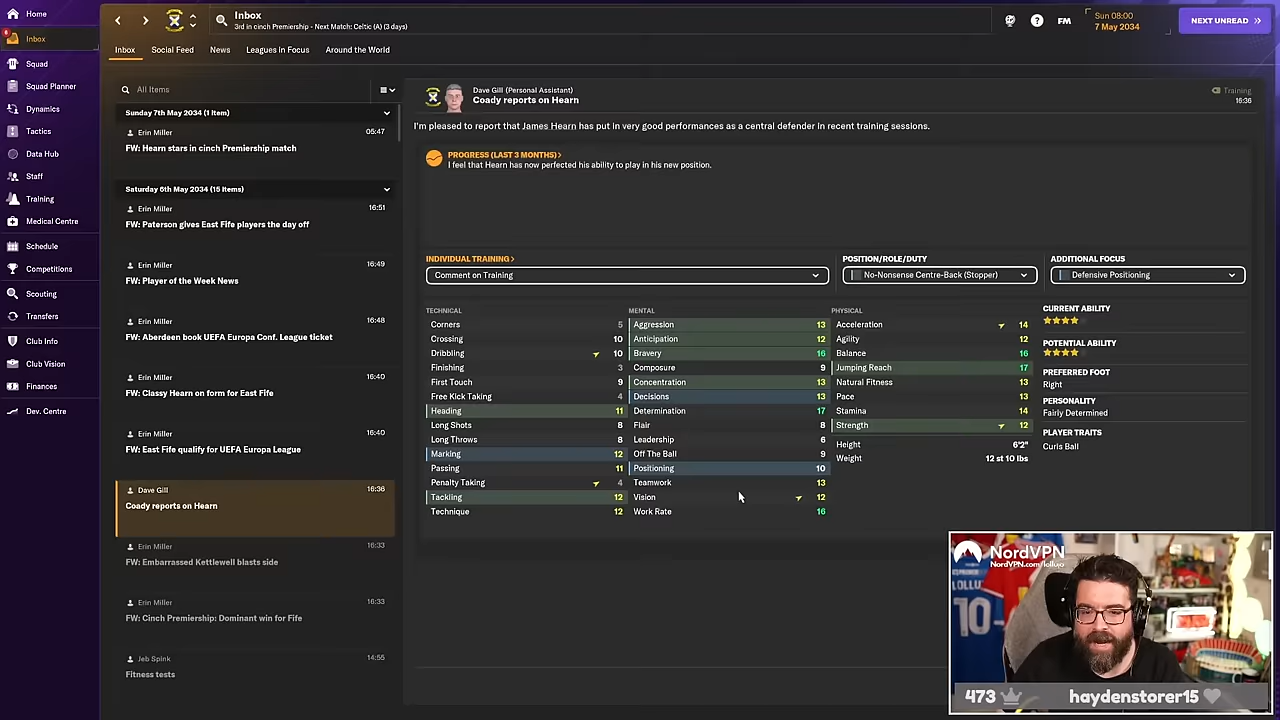 Home
Inbox
Squad
Squad Planner
Dynamics
Tactics
Data Hub
Staff
Training
Medical Centre
Schedule
Competitions
Scouting
Transfers
Club Info
Club Vision
Finances
Dev. Centre
Inbox
3rd in cinch Premiership - Next Match: Celtic (A) (3 days)
FM
Sun 08:00
7 May 2034
NEXT UNREAD
Inbox Social Feed News Leagues In Focus Around the World
All Items
Sunday 7th May 2034 (1 Item)
Erin Miller 05:47
FW: Hearn stars in cinch Premiership match
Saturday 6th May 2034 (15 Items)
Erin Miller 16:51
FW: Paterson gives East Fife players the day off
Erin Miller 16:49
FW: Player of the Week News
Erin Miller 16:48
FW: Aberdeen book UEFA Europa Conf. League ticket
Erin Miller 16:40
FW: Classy Hearn on form for East Fife
Erin Miller 16:40
FW: East Fife qualify for UEFA Europa League
Dave Gill 16:36
Coady reports on Hearn
Erin Miller 16:33
FW: Embarrassed Kettlewell blasts side
Erin Miller 16:33
FW: Cinch Premiership: Dominant win for Fife
Jeb Spink 14:55
Fitness tests
Dave Gill (Personal Assistant)
Coady reports on Hearn
Training
16:36
I'm pleased to report that James Hearn has put in very good performances as a central defender in recent training sessions.
PROGRESS (LAST 3 MONTHS)
I feel that Hearn has now perfected his ability to play in his new position.
INDIVIDUAL TRAINING
Comment on Training
POSITION/ROLE/DUTY
No-Nonsense Centre-Back (Stopper)
ADDITIONAL FOCUS
Defensive Positioning
TECHNICAL
Corners 5
Crossing 10
Dribbling 10
Finishing 3
First Touch 9
Free Kick Taking 4
Heading 11
Long Shots 8
Long Throws 8
Marking 12
Passing 11
Penalty Taking 4
Tackling 12
Technique 12
MENTAL
Aggression 13
Anticipation 12
Bravery 16
Composure 9
Concentration 13
Decisions 13
Determination 17
Flair 8
Leadership 6
Off The Ball 9
Positioning 10
Teamwork 13
Vision 12
Work Rate 16
PHYSICAL
Acceleration 14
Agility 12
Balance 16
Jumping Reach 17
Natural Fitness 13
Pace 13
Stamina 14
Strength 12
Height 6'2"
Weight 12 st 10 lbs
CURRENT ABILITY
POTENTIAL ABILITY
PREFERRED FOOT
Right
PERSONALITY
Fairly Determined
PLAYER TRAITS
Curls Ball
NordVPN
NordVPN.com/lollujo
LOLLU
10
473 haydenstorer15